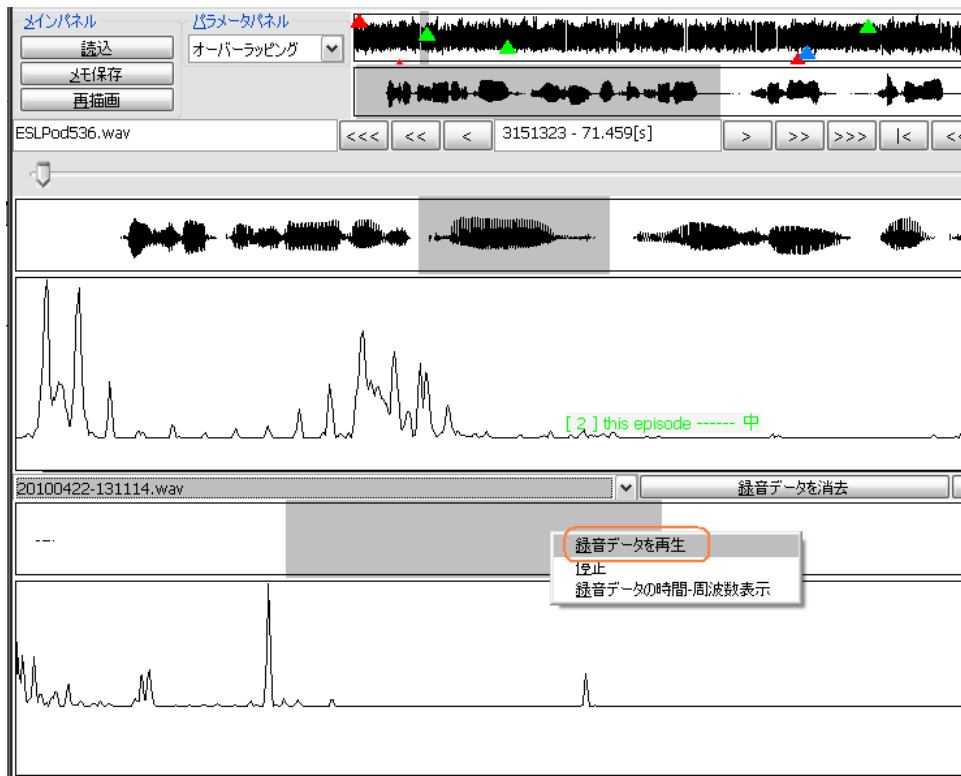 メインパネル
読込
メモ保存
再描画
パラメータパネル
オーバーラッピング
ESLPod536.wav
<<<
<<
<
3151323 - 71.459[s]
>
>>
>>>
|<
<<
[ 2 ] this episode ------ 中
20100422-131114.wav
録音データを消去
録音データを再生
停止
録音データの時間-周波数表示